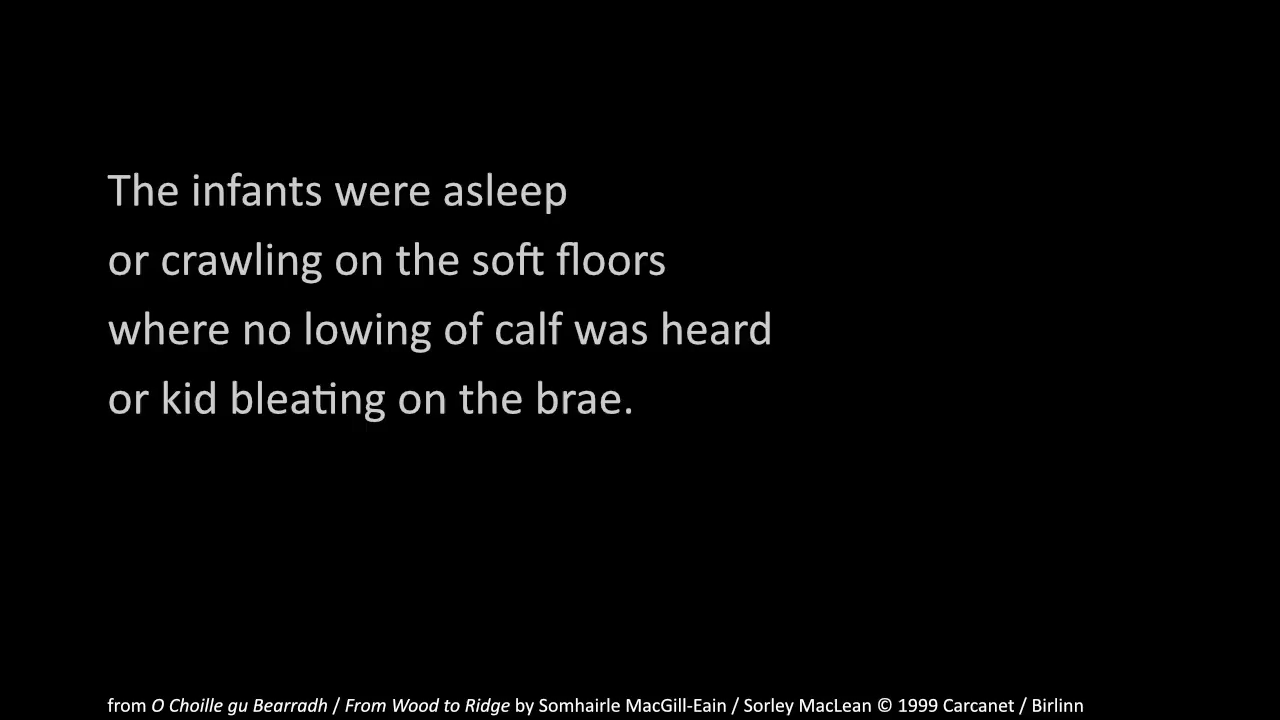 The infants were asleep
or crawling on the soft floors
where no lowing of calf was heard
or kid bleating on the brae.
from O Choille gu Bearradh / From Wood to Ridge by Somhairle MacGill-Eain / Sorley MacLean © 1999 Carcanet / Birlinn